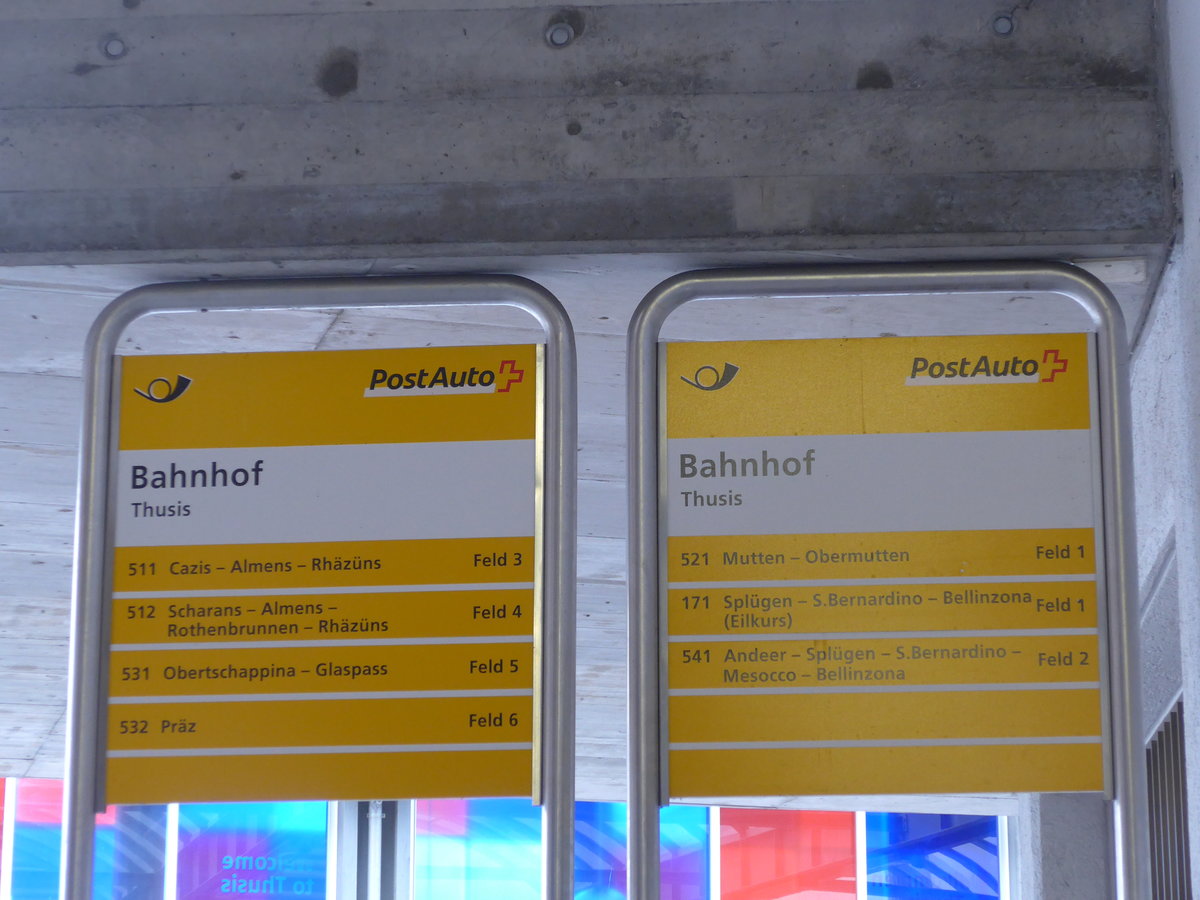 PostAuto
Bahnhof
Thusis
511 Cazis – Almens – Rhäzüns Feld 3
512 Scharans – Almens – Feld 4
Rothenbrunnen – Rhäzüns
531 Obertschappina – Glaspass Feld 5
532 Präz Feld 6
PostAuto
Bahnhof
Thusis
521 Mutten – Obermutten Feld 1
171 Splügen – S.Bernardino – Bellinzona Feld 1
(Eilkurs)
541 Andeer – Splügen – S.Bernardino – Feld 2
Mesocco – Bellinzona
welcome
to Thusis